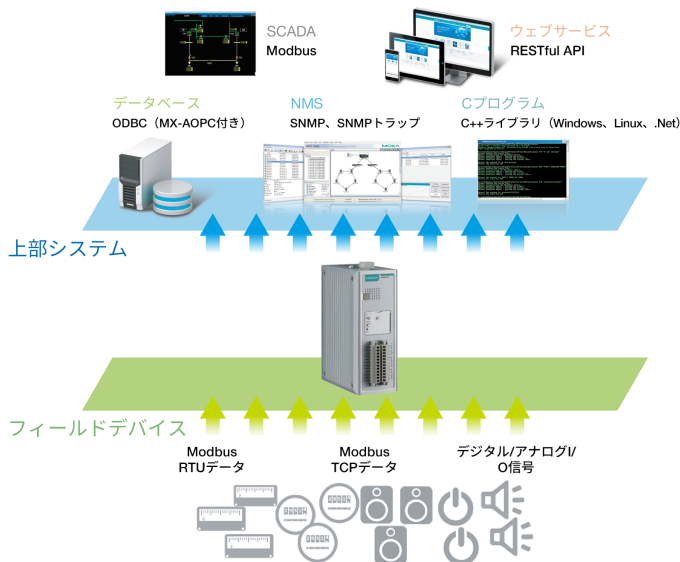 SCADA
Modbus
ウェブサービス
RESTful API
データベース
ODBC（MX-AOPC付き）
NMS
SNMP、SNMPトラップ
Cプログラム
C++ライブラリ（Windows、Linux、.Net）
MOXA
上部システム
フィールドデバイス
Modbus
RTUデータ
Modbus
TCPデータ
デジタル/アナログI/
O信号